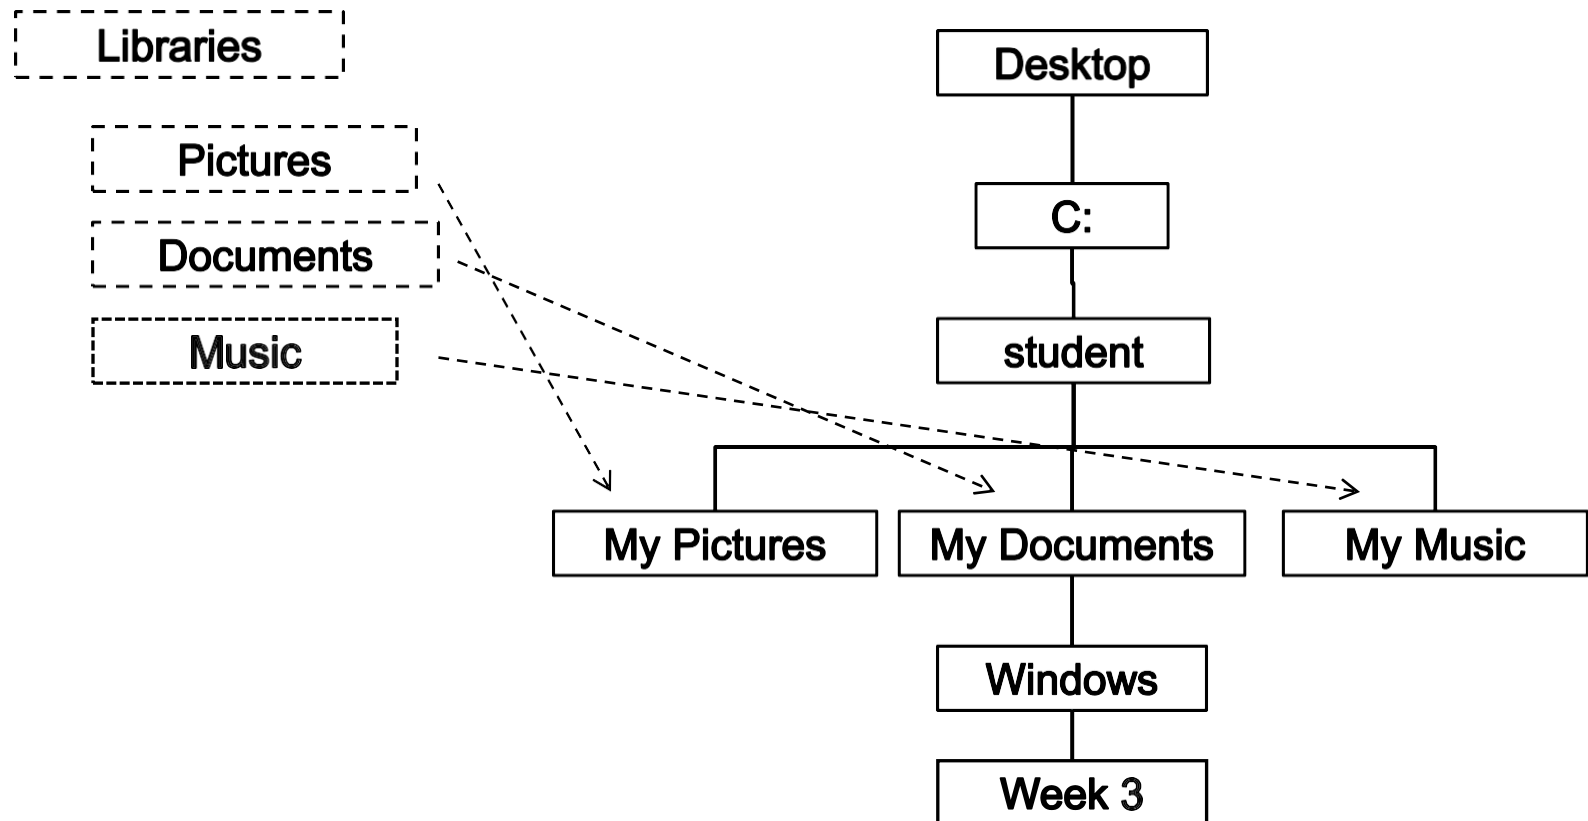 Libraries
Desktop
Pictures
C:
Documents
Music
student
My Pictures
My Documents
My Music
Windows
Week 3